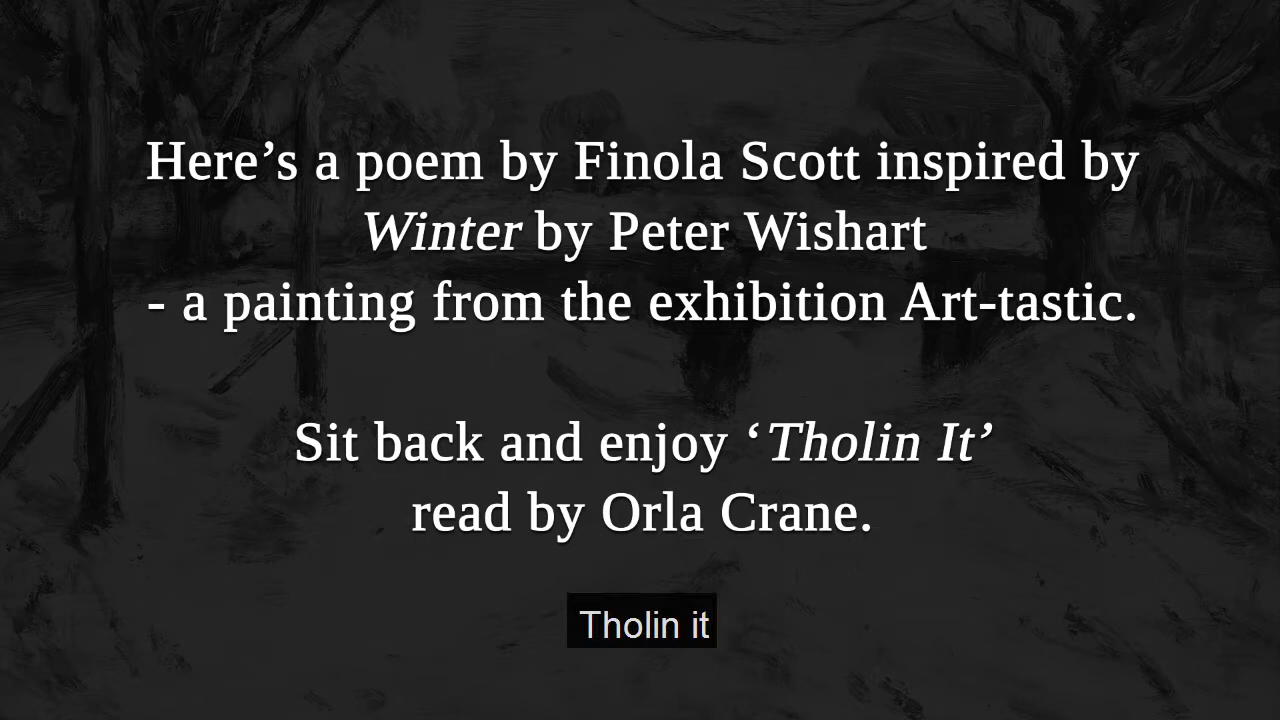 Here’s a poem by Finola Scott inspired by
Winter by Peter Wishart
- a painting from the exhibition Art-tastic.
Sit back and enjoy ‘Tholin It’
read by Orla Crane.
Tholin it